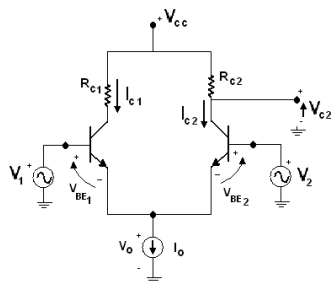 +
Vcc
Rc1
Ic1
Rc2
Ic2
+
Vc2
-
V1
+
+
VBE1
-
+
-
VBE2
+
V2
+
Vo
-
Io